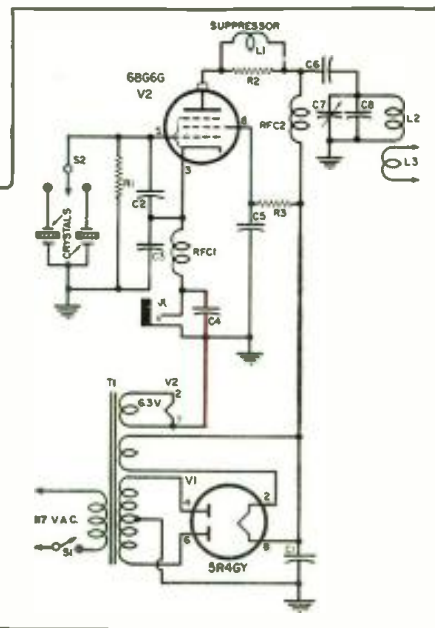 SUPPRESSOR
L1
6BG6G
V2
R2
C6
C7
C8
L2
L3
RFC2
S2
5
8
3
R1
C2
C5
R3
CRYSTALS
C3
RFC1
J1
C4
T1
V2
6.3V
2
V1
4
2
117 V.A.C.
S1
6
8
5R4GY